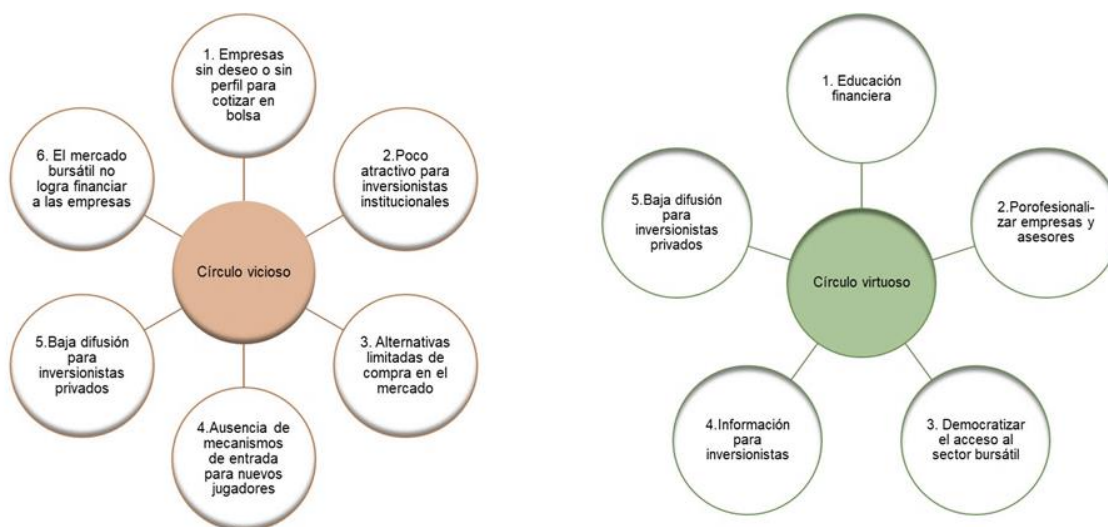 1. Empresas
sin deseo o sin
perfil para
cotizar en
bolsa
2.Poco
atractivo para
inversionistas
institucionales
3. Alternativas
limitadas de
compra en el
mercado
4.Ausencia de
mecanismos
de entrada
para nuevos
jugadores
5.Baja difusión
para
inversionistas
privados
6. El mercado
bursátil no
logra financiar
a las empresas
Círculo vicioso
1. Educación
financiera
2.Porofesionali-
zar empresas y
asesores
3. Democratizar
el acceso al
sector bursátil
4.Información
para
inversionistas
5.Baja difusión
para
inversionistas
privados
Círculo virtuoso